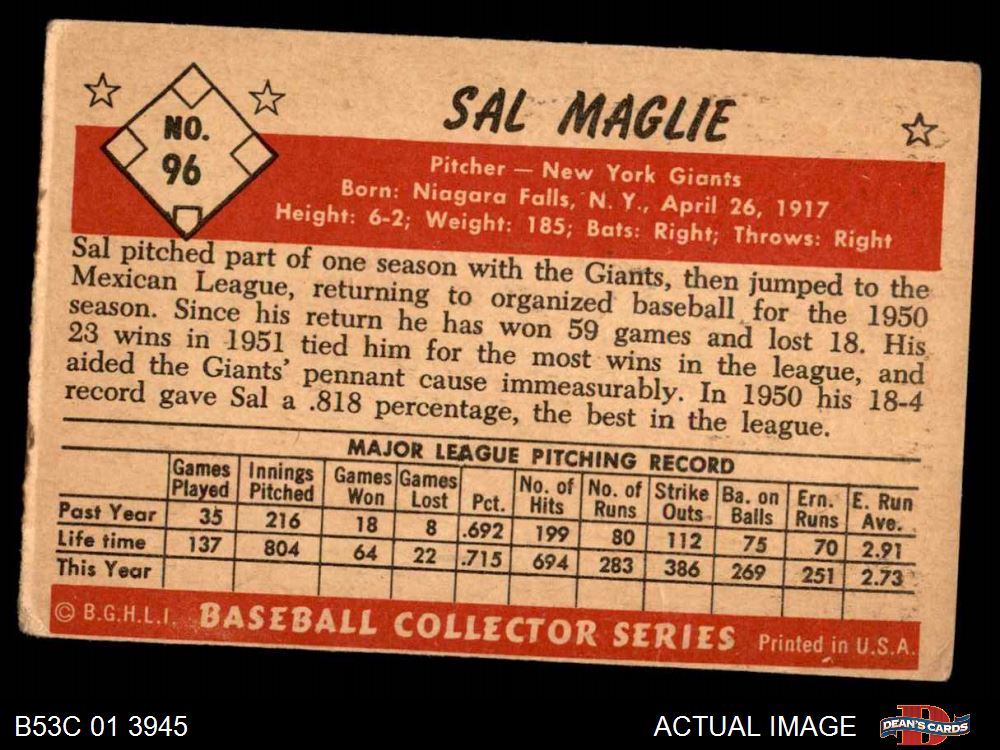 NO.
96
SAL MAGLIE
Pitcher — New York Giants
Born: Niagara Falls, N. Y., April 26, 1917
Height: 6-2; Weight: 185; Bats: Right; Throws: Right
Sal pitched part of one season with the Giants, then jumped to the
Mexican League, returning to organized baseball for the 1950
season. Since his return he has won 59 games and lost 18. His
23 wins in 1951 tied him for the most wins in the league, and
aided the Giants' pennant cause immeasurably. In 1950 his 18-4
record gave Sal a .818 percentage, the best in the league.
MAJOR LEAGUE PITCHING RECORD
Games Innings Games Games No. of No. of Strike Ba. on Ern. E. Run
Played Pitched Won Lost Pct. Hits Runs Outs Balls Runs Ave.
Past Year 35 216 18 8 .692 199 80 112 75 70 2.91
Life time 137 804 64 22 .715 694 283 386 269 251 2.73
This Year
© B.G.H.L.I. BASEBALL COLLECTOR SERIES Printed in U.S.A.
B53C 01 3945 ACTUAL IMAGE DEAN'S CARDS